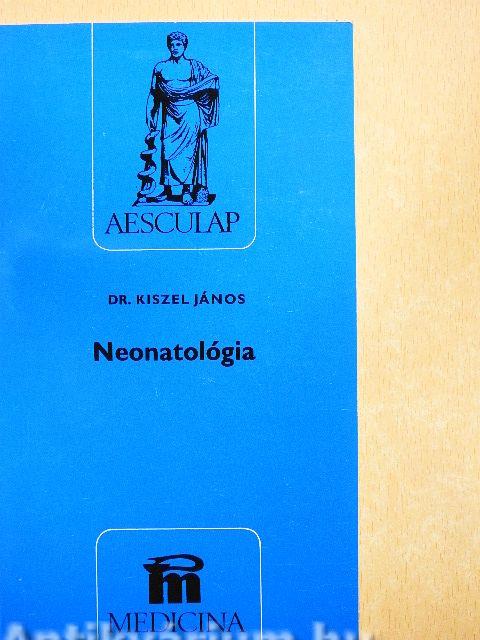 AESCULAP
DR. KISZEL JÁNOS
Neonatológia
m
MEDICINA